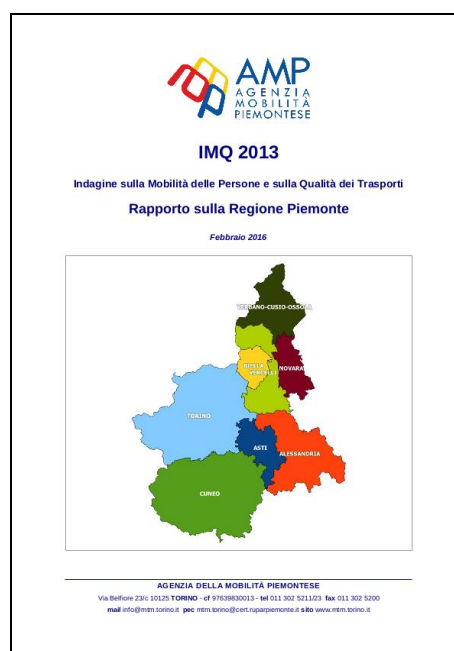 AMP
AGENZIA
MOBILITÀ
PIEMONTESE
IMQ 2013
Indagine sulla Mobilità delle Persone e sulla Qualità dei Trasporti
Rapporto sulla Regione Piemonte
Febbraio 2016
VERBANO-CUSIO-OSSOLA
BIELLA
VERCELLI
NOVARA
TORINO
ASTI
ALESSANDRIA
CUNEO
AGENZIA DELLA MOBILITÀ PIEMONTESE
Via Belfiore 23/c 10125 TORINO - cf 97639830013 - tel 011 302 5211/23 fax 011 302 5200
mail info@mtm.torino.it pec mtm.torino@cert.ruparpiemonte.it sito www.mtm.torino.it